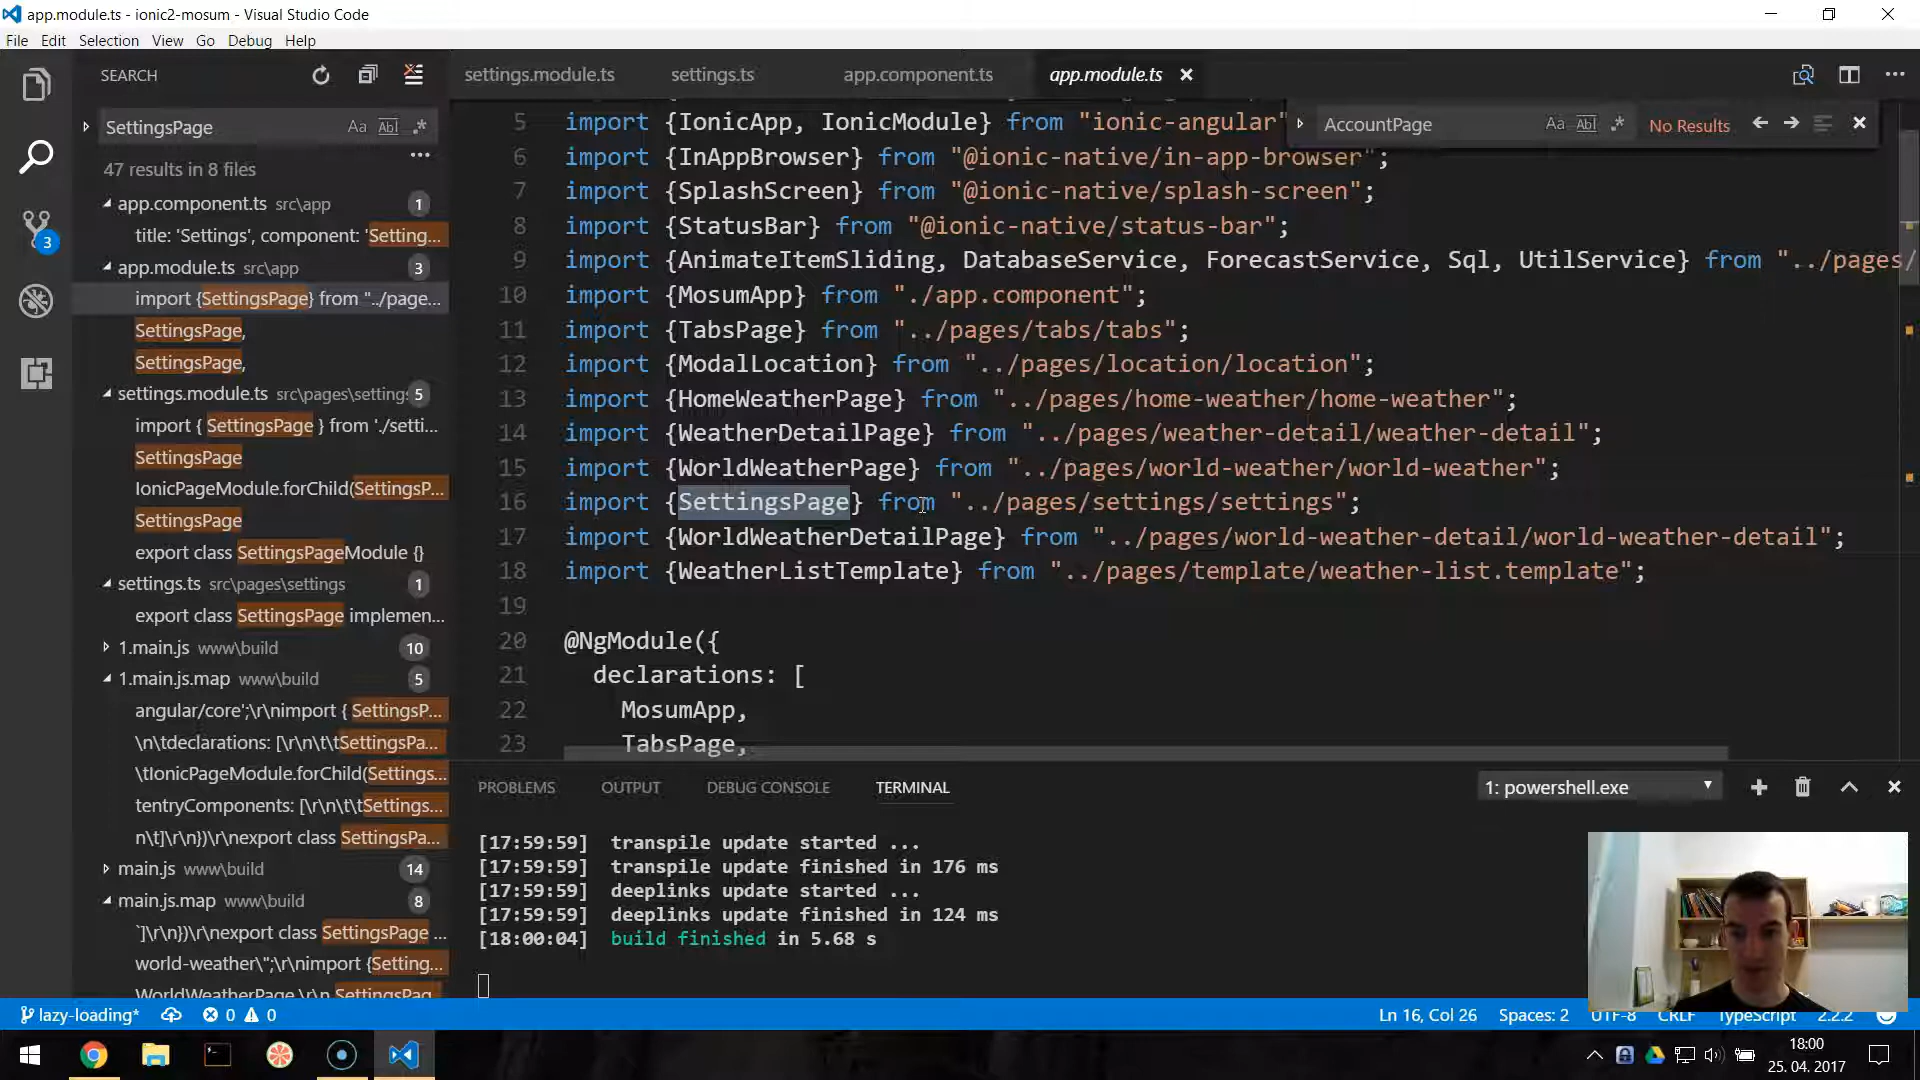 app.module.ts - ionic2-mosum - Visual Studio Code
File Edit Selection View Go Debug Help
SEARCH
settings.module.ts settings.ts app.component.ts app.module.ts
SettingsPage Aa Abl .*
47 results in 8 files
app.component.ts src\app 1
title: 'Settings', component: 'Setting...
app.module.ts src\app 3
import {SettingsPage} from "../page...
SettingsPage,
SettingsPage,
settings.module.ts src\pages\settings 5
import { SettingsPage } from './setti...
SettingsPage
IonicPageModule.forChild(SettingsP...
SettingsPage
export class SettingsPageModule {}
settings.ts src\pages\settings 1
export class SettingsPage implemen...
1.main.js www\build 10
1.main.js.map www\build 5
angular/core';\r\nimport { SettingsP...
\n\tdeclarations: [\r\n\t\tSettingsPa...
\tIonicPageModule.forChild(Settings...
tentryComponents: [\r\n\t\tSettings...
n\t]\r\n})\r\nexport class SettingsPa...
main.js www\build 14
main.js.map www\build 8
`]\r\n})\r\nexport class SettingsPage ...
world-weather\";\r\nimport {Setting...
WorldWeatherPage,\r\n SettingsPag...
3
AccountPage Aa Abl .* No Results
5 import {IonicApp, IonicModule} from "ionic-angular"
6 import {InAppBrowser} from "@ionic-native/in-app-browser";
7 import {SplashScreen} from "@ionic-native/splash-screen";
8 import {StatusBar} from "@ionic-native/status-bar";
9 import {AnimateItemSliding, DatabaseService, ForecastService, Sql, UtilService} from "../pages/
10 import {MosumApp} from "./app.component";
11 import {TabsPage} from "../pages/tabs/tabs";
12 import {ModalLocation} from "../pages/location/location";
13 import {HomeWeatherPage} from "../pages/home-weather/home-weather";
14 import {WeatherDetailPage} from "../pages/weather-detail/weather-detail";
15 import {WorldWeatherPage} from "../pages/world-weather/world-weather";
16 import {SettingsPage} from "../pages/settings/settings";
17 import {WorldWeatherDetailPage} from "../pages/world-weather-detail/world-weather-detail";
18 import {WeatherListTemplate} from "../pages/template/weather-list.template";
19
20 @NgModule({
21 declarations: [
22 MosumApp,
23 TabsPage,
PROBLEMS OUTPUT DEBUG CONSOLE TERMINAL 1: powershell.exe
[17:59:59] transpile update started ...
[17:59:59] transpile update finished in 176 ms
[17:59:59] deeplinks update started ...
[17:59:59] deeplinks update finished in 124 ms
[18:00:04] build finished in 5.68 s
lazy-loading* 0 0 Ln 16, Col 26 Spaces: 2 UTF-8 CRLF TypeScript 2.2.2
18:00
25. 04. 2017